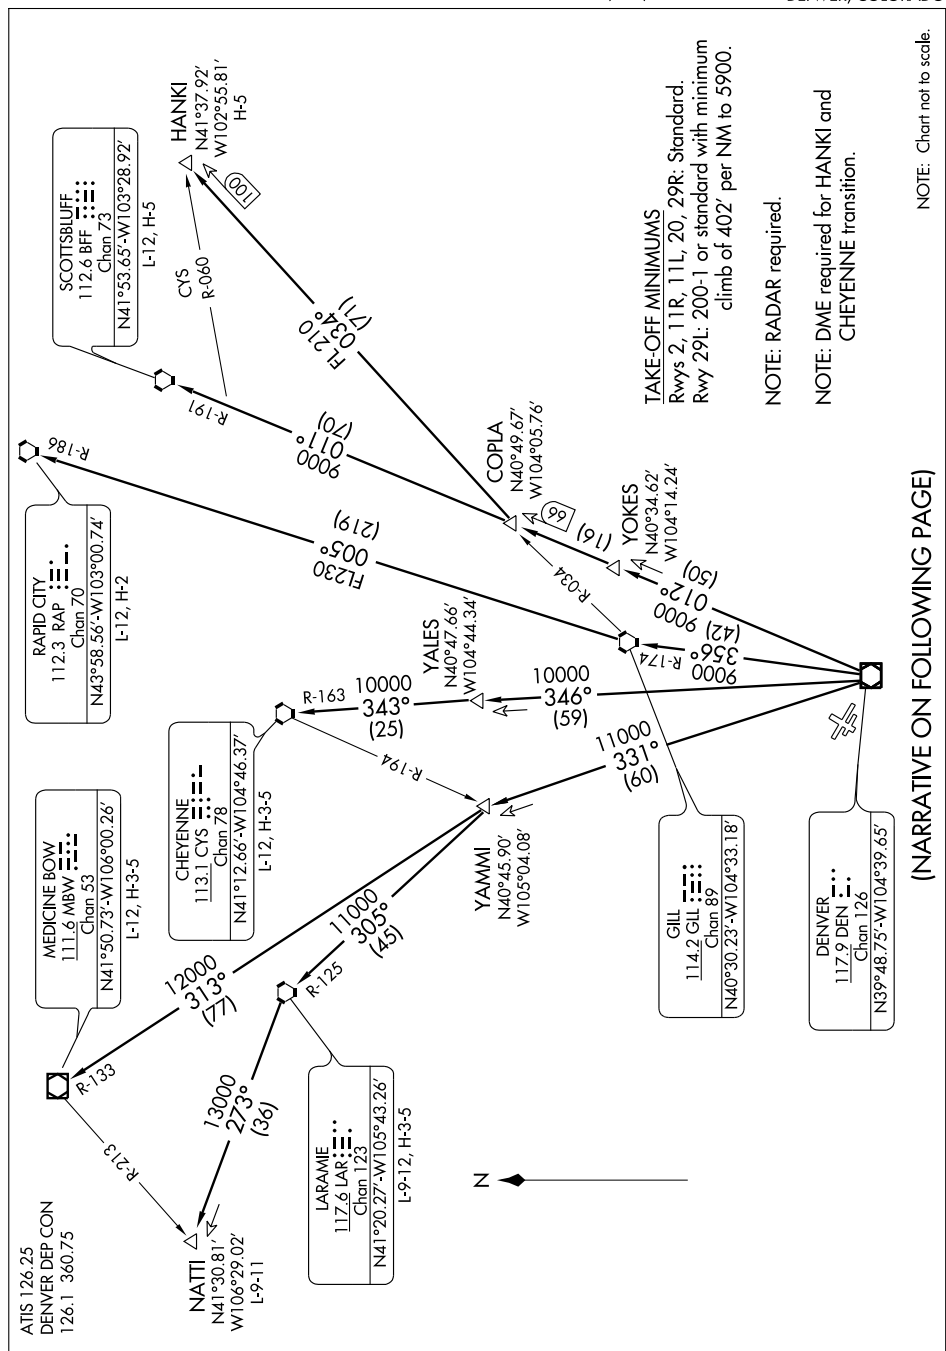 DENVER, COLORADO
ATIS 126.25
DENVER DEP CON
126.1 360.75
NATTI
N41°30.81'
W106°29.02'
L-9-11
R-213
MEDICINE BOW
111.6 MBW
Chan 53
N41°50.73'-W106°00.26'
L-12, H-3-5
R-133
12000
313°
(77)
13000
273°
(36)
LARAMIE
117.6 LAR
Chan 123
N41°20.27'-W105°43.26'
L-9-12, H-3-5
R-125
11000
305°
(45)
CHEYENNE
113.1 CYS
Chan 78
N41°12.66'-W104°46.37'
L-12, H-3-5
R-163
R-194
10000
343°
(25)
YAMMI
N40°45.90'
W105°04.08'
YALES
N40°47.66'
W104°44.34'
11000
331°
(60)
10000
346°
(59)
RAPID CITY
112.3 RAP
Chan 70
N43°58.56'-W103°00.74'
L-12, H-2
R-186
FL230
005°
(219)
SCOTTSBLUFF
112.6 BFF
Chan 73
N41°53.65'-W103°28.92'
L-12, H-5
R-191
9000
011°
(70)
CYS
R-060
HANKI
N41°37.92'
W102°55.81'
H-5
100
FL210
034°
(71)
COPLA
N40°49.67'
W104°05.76'
66
(16)
R-034
YOKES
N40°34.62'
W104°14.24'
R-174
9000
356°
(42)
9000
012°
(50)
GILL
114.2 GLL
Chan 89
N40°30.23'-W104°33.18'
DENVER
117.9 DEN
Chan 126
N39°48.75'-W104°39.65'
N
TAKE-OFF MINIMUMS
Rwys 2, 11R, 11L, 20, 29R: Standard.
Rwy 29L: 200-1 or standard with minimum
climb of 402' per NM to 5900.
NOTE: RADAR required.
NOTE: DME required for HANKI and
CHEYENNE transition.
NOTE: Chart not to scale.
(NARRATIVE ON FOLLOWING PAGE)